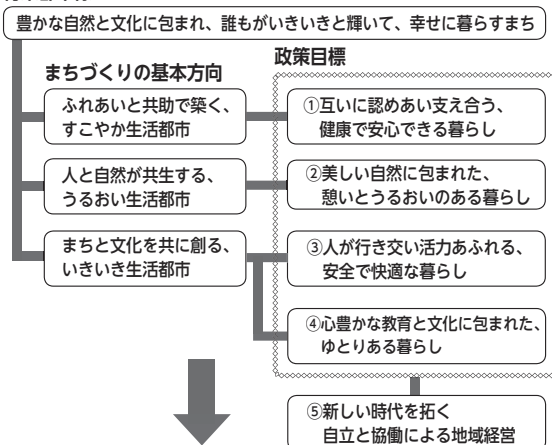 豊かな自然と文化に包まれ、誰もがいきいきと輝いて、幸せに暮らすまち
まちづくりの基本方向
政策目標
ふれあいと共助で築く、
すこやか生活都市
①互いに認めあい支え合う、
健康で安心できる暮らし
人と自然が共生する、
うるおい生活都市
②美しい自然に包まれた、
憩いとうるおいのある暮らし
まちと文化を共に創る、
いきいき生活都市
③人が行き交い活力あふれる、
安全で快適な暮らし
④心豊かな教育と文化に包まれた、
ゆとりある暮らし
⑤新しい時代を拓く
自立と協働による地域経営